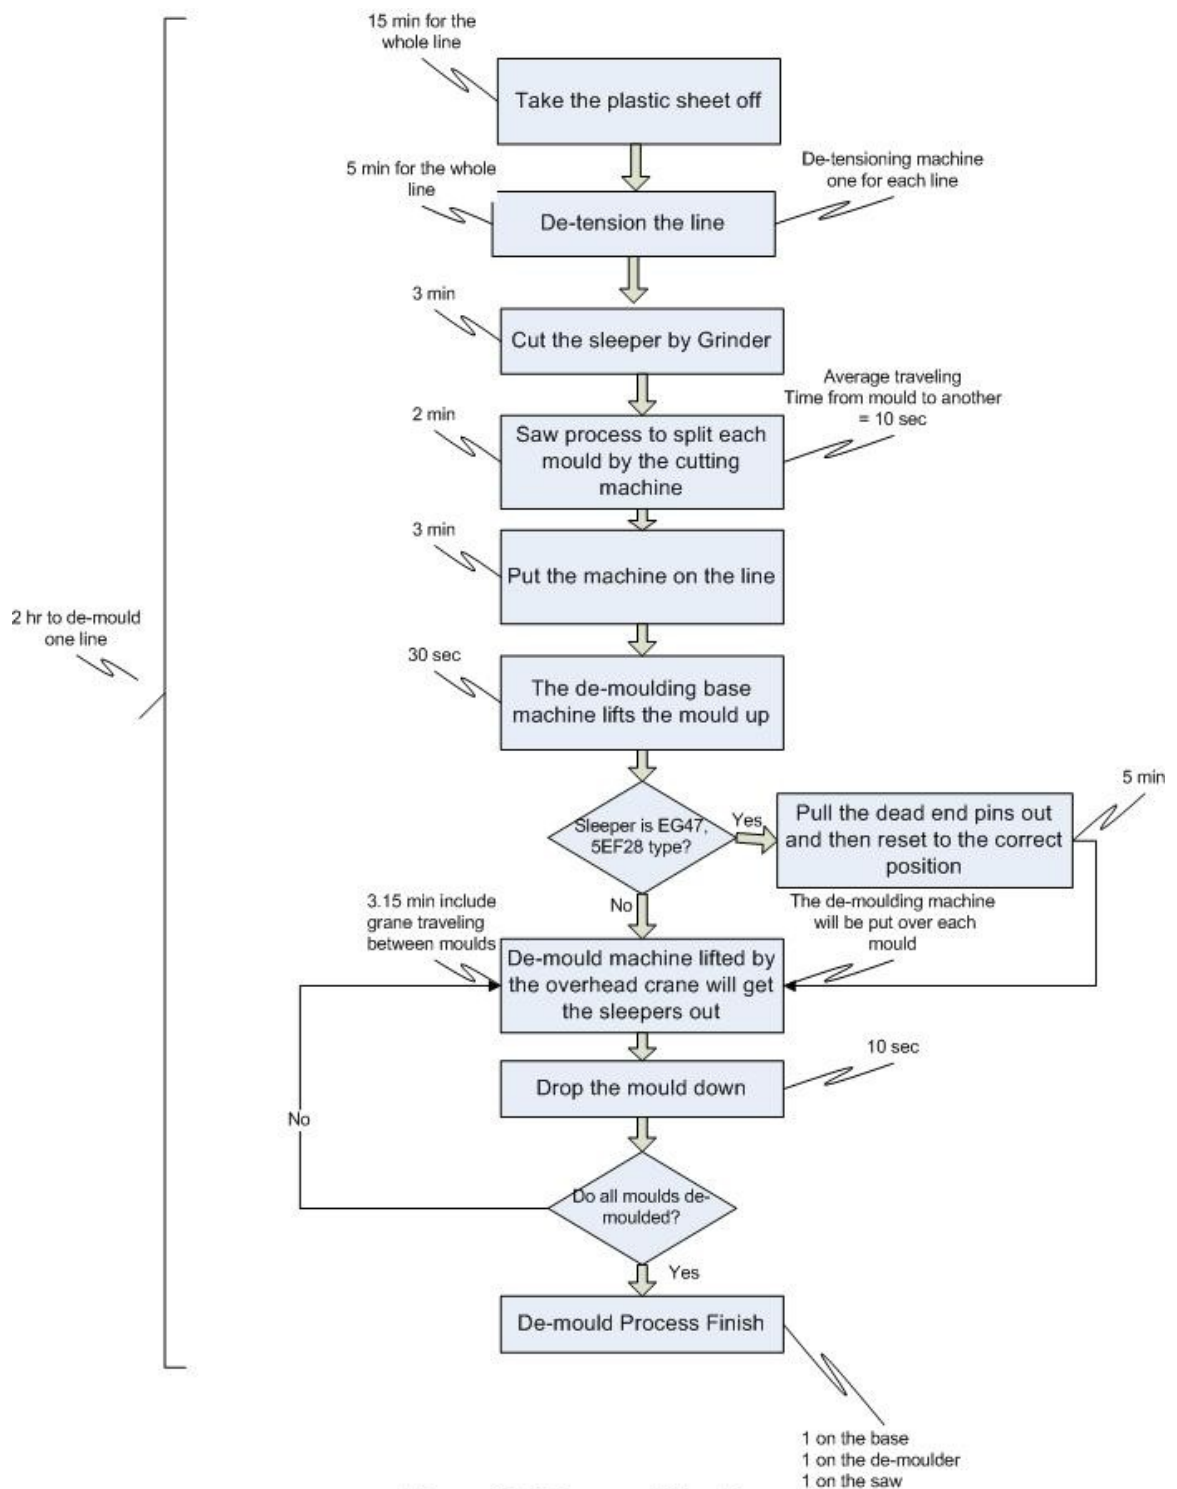 15 min for the
whole line
Take the plastic sheet off
5 min for the whole
line
De-tensioning machine
one for each line
De-tension the line
3 min
Cut the sleeper by Grinder
Average traveling
Time from mould to another
= 10 sec
2 min
Saw process to split each
mould by the cutting
machine
3 min
Put the machine on the line
2 hr to de-mould
one line
30 sec
The de-moulding base
machine lifts the mould up
5 min
Sleeper is EG47,
5EF28 type?
Yes
Pull the dead end pins out
and then reset to the correct
position
No
3.15 min include
grane traveling
between moulds
The de-moulding machine
will be put over each
mould
De-mould machine lifted by
the overhead crane will get
the sleepers out
10 sec
Drop the mould down
No
Do all moulds de-
moulded?
Yes
De-mould Process Finish
1 on the base
1 on the de-moulder
1 on the saw